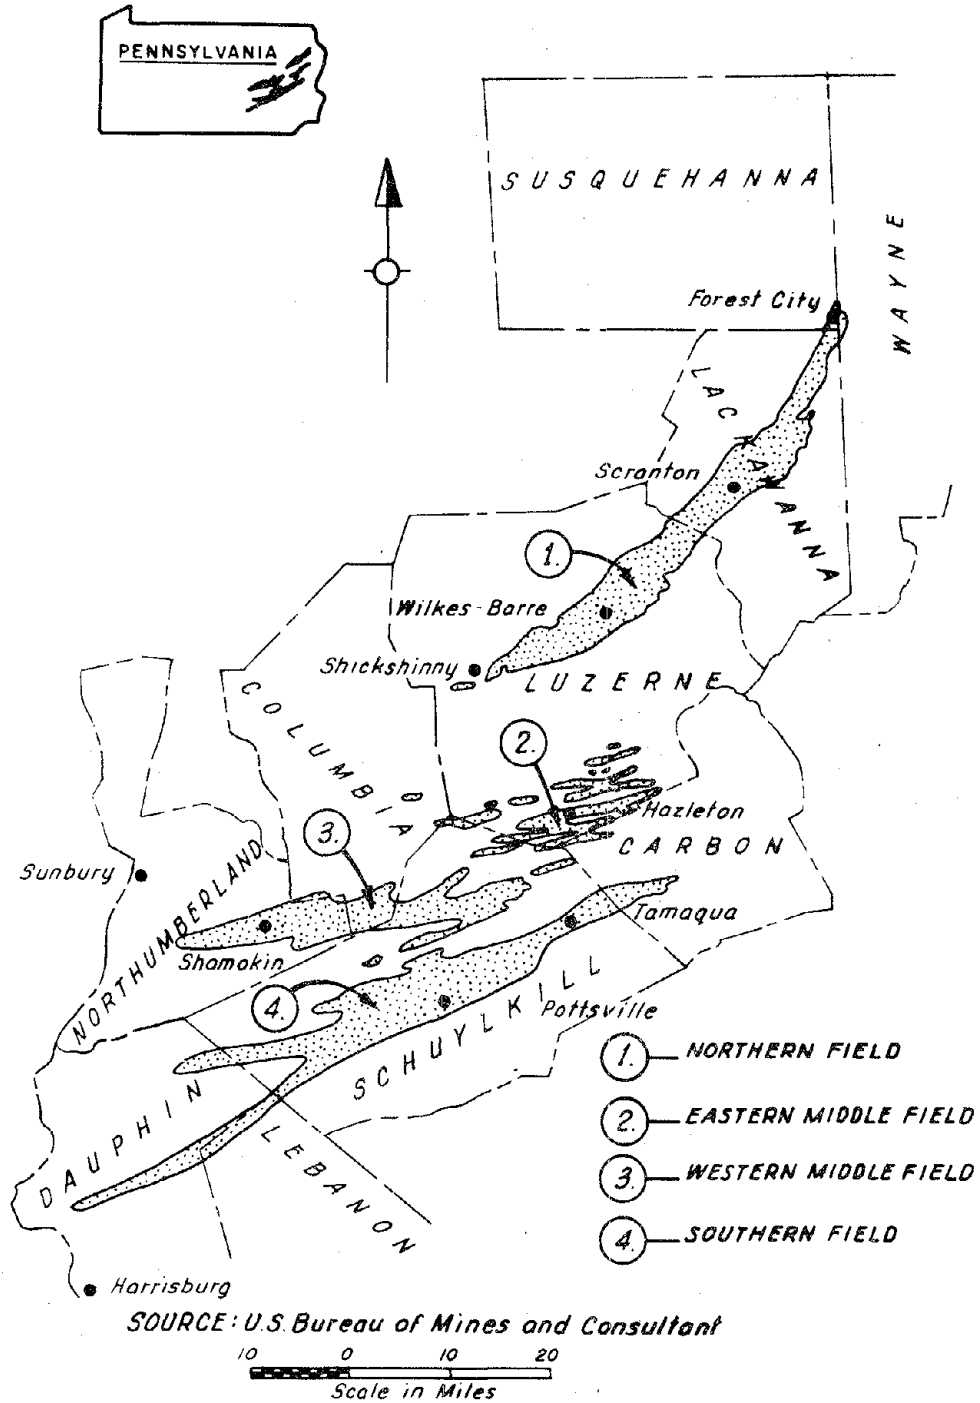 PENNSYLVANIA
SUSQUEHANNA
WAYNE
Forest City
LACKAWANNA
Scranton
1.
Wilkes-Barre
Shickshinny
LUZERNE
COLUMBIA
2.
Hazleton
3.
CARBON
Sunbury
NORTHUMBERLAND
Tamaqua
Shamokin
4.
Pottsville
SCHUYLKILL
1. NORTHERN FIELD
DAUPHIN
2. EASTERN MIDDLE FIELD
LEBANON
3. WESTERN MIDDLE FIELD
4. SOUTHERN FIELD
Harrisburg
SOURCE: U.S. Bureau of Mines and Consultant
10 0 10 20
Scale in Miles